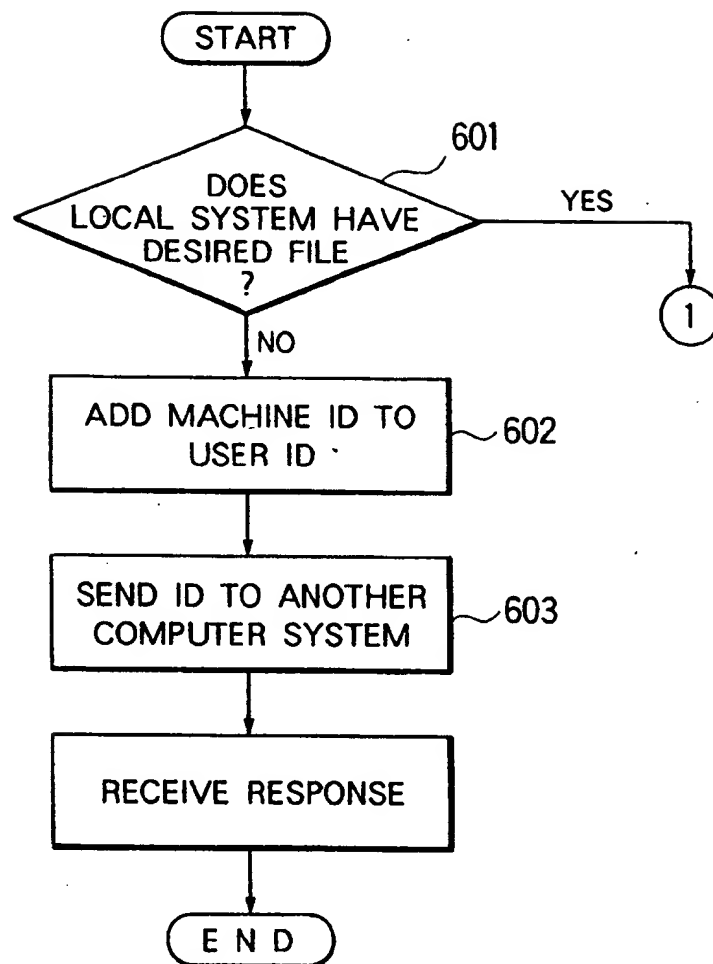 START
601
DOES
LOCAL SYSTEM HAVE
DESIRED FILE
?
YES
1
NO
ADD MACHINE ID TO
USER ID
602
SEND ID TO ANOTHER
COMPUTER SYSTEM
603
RECEIVE RESPONSE
END